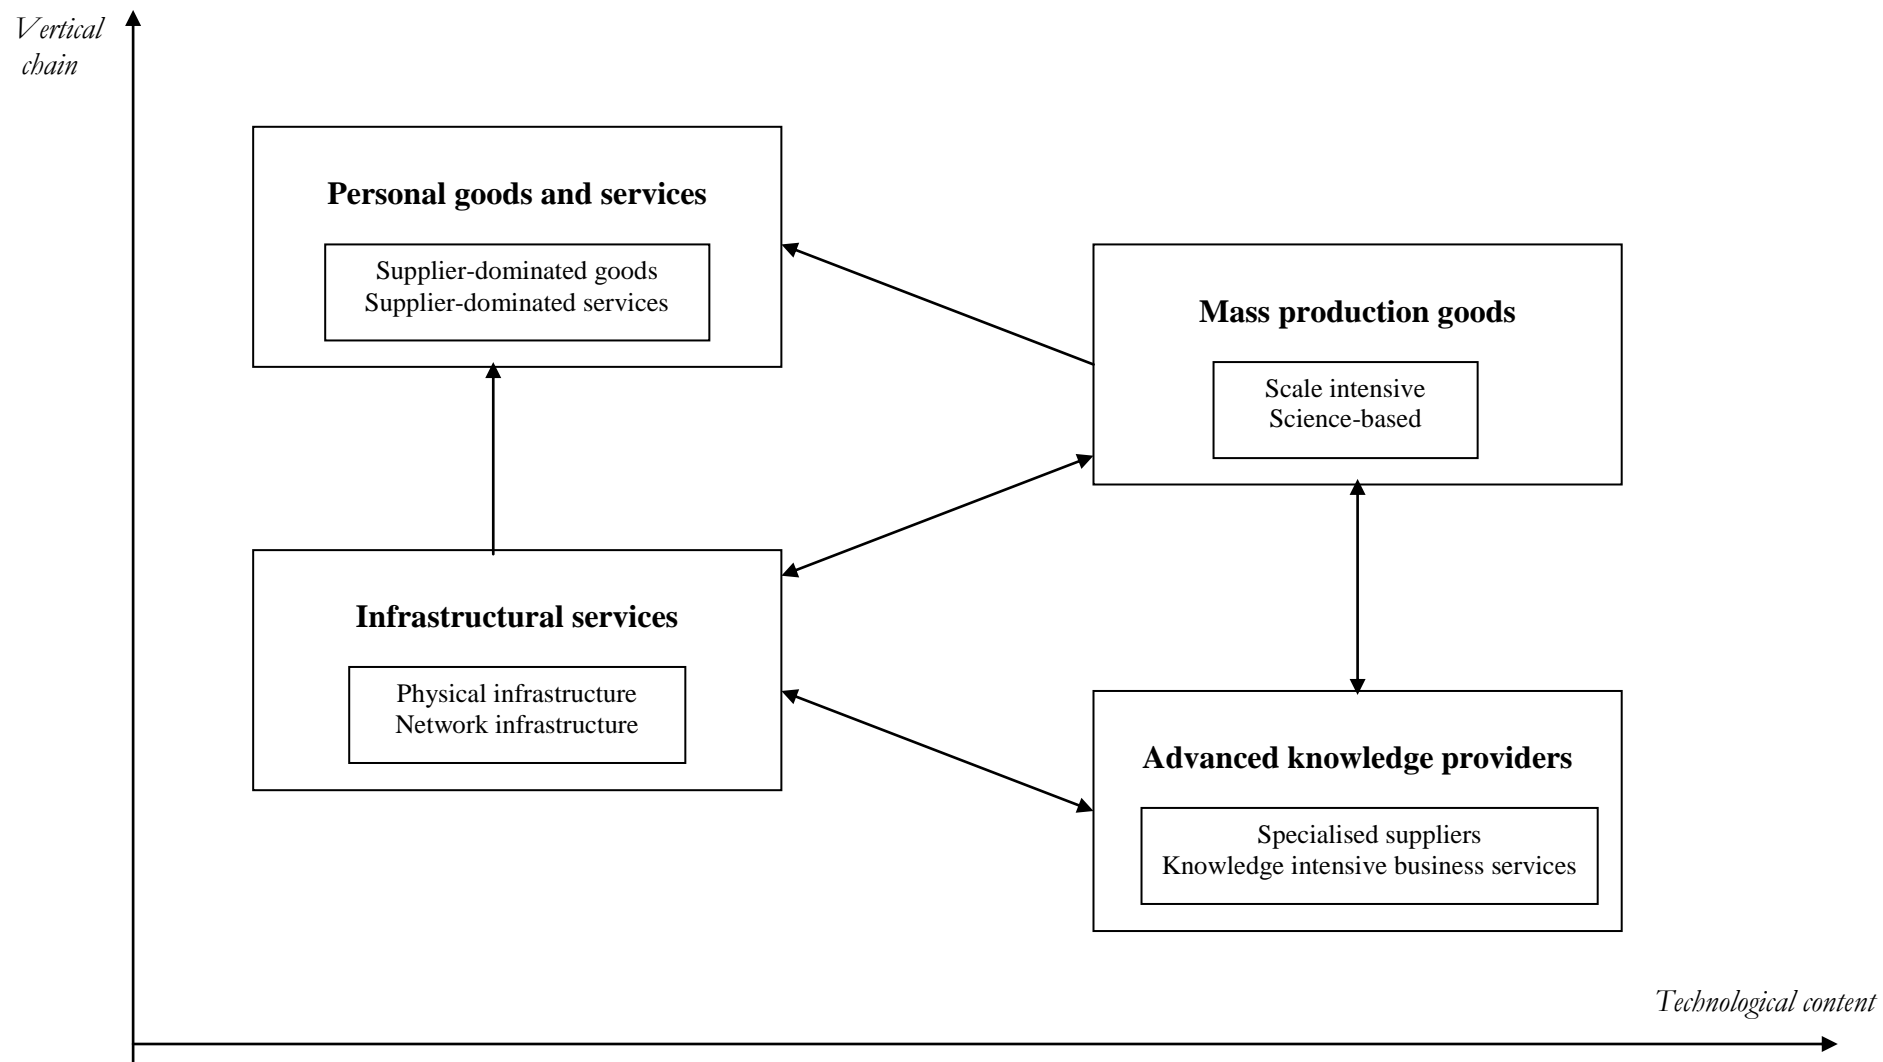 Vertical
chain
Personal goods and services
Supplier-dominated goods
Supplier-dominated services
Mass production goods
Scale intensive
Science-based
Infrastructural services
Physical infrastructure
Network infrastructure
Advanced knowledge providers
Specialised suppliers
Knowledge intensive business services
Technological content